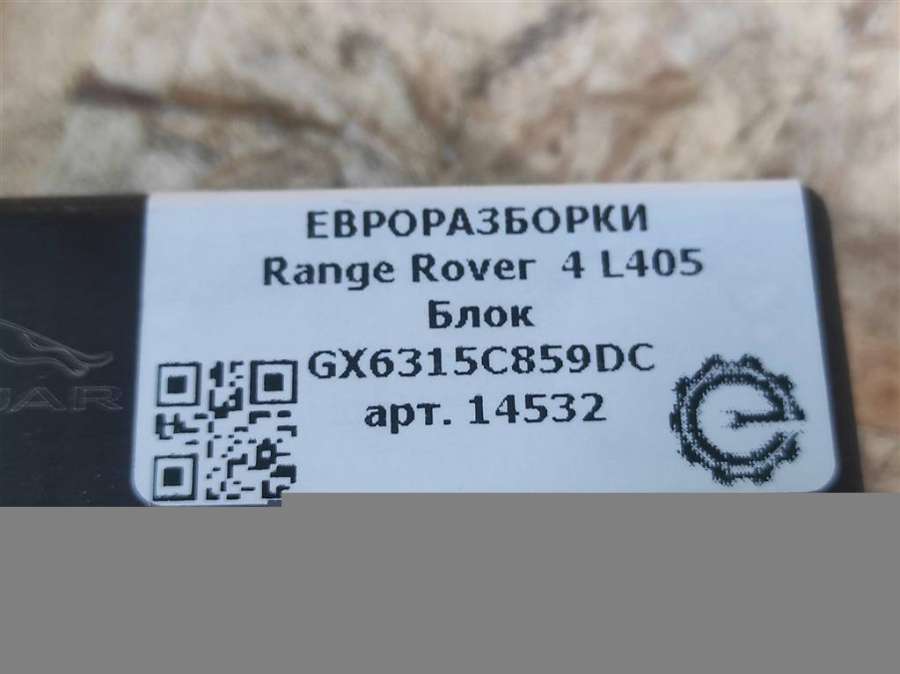 ЕВРОРАЗБОРКИ
Range Rover 4 L405
Блок
GX6315C859DC
арт. 14532